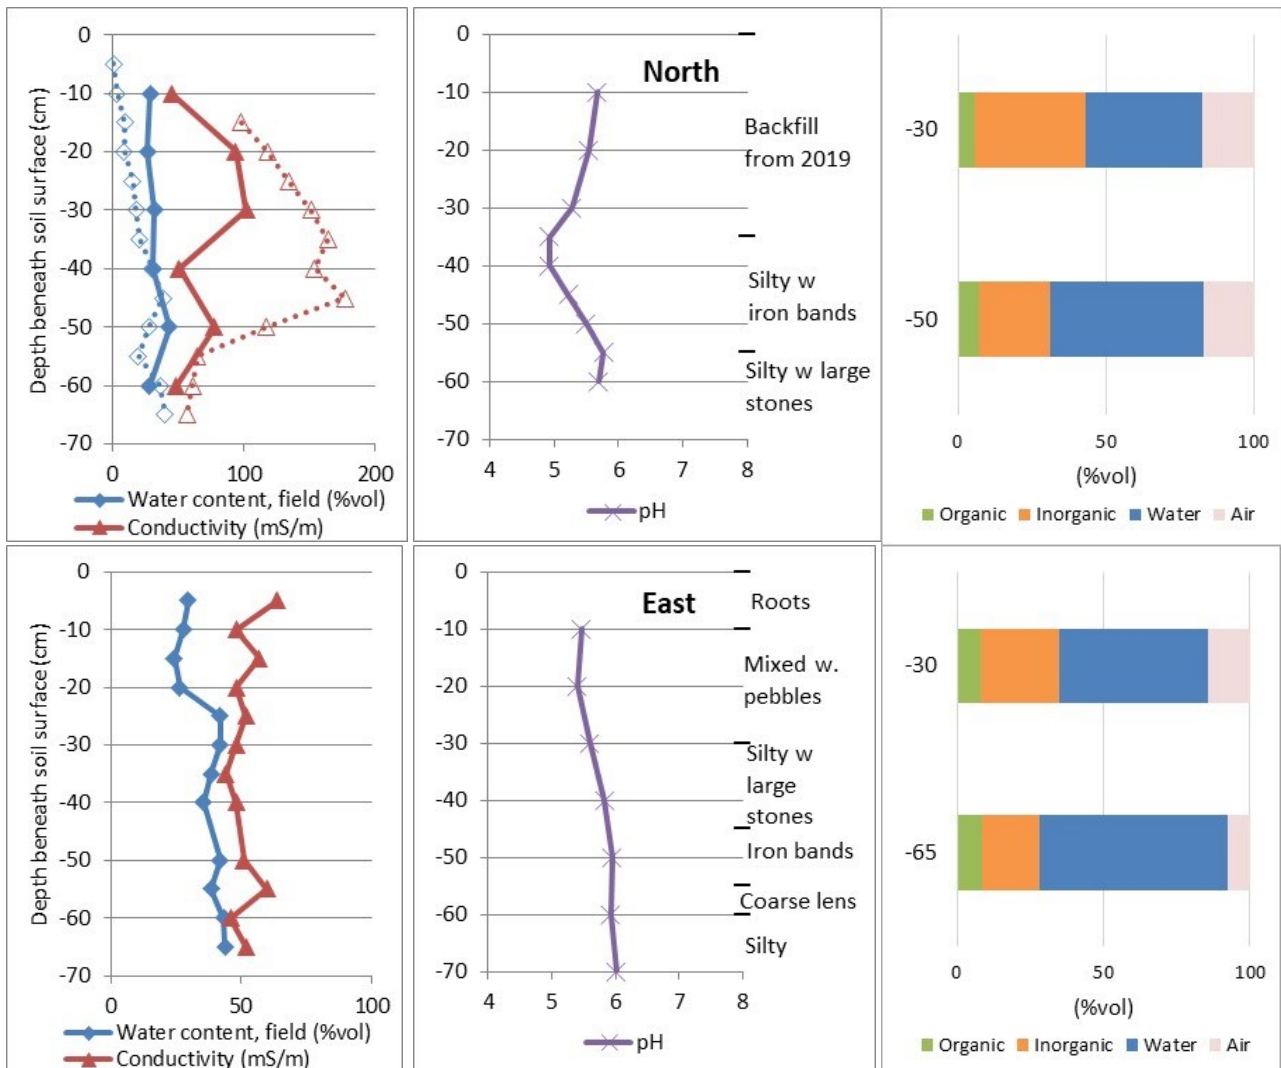 0
-10
-20
-30
-40
-50
-60
-70
Depth beneath soil surface (cm)
0 100 200
Water content, field (%vol)
Conductivity (mS/m)
0
-10
-20
-30
-40
-50
-60
-70
4 5 6 7 8
pH
North
Backfill
from 2019
Silty w
iron bands
Silty w large
stones
-30
-50
0 50 100
(%vol)
Organic Inorganic Water Air
0
-10
-20
-30
-40
-50
-60
-70
Depth beneath soil surface (cm)
0 50 100
Water content, field (%vol)
Conductivity (mS/m)
0
-10
-20
-30
-40
-50
-60
-70
4 5 6 7 8
pH
East
Roots
Mixed w.
pebbles
Silty w
large
stones
Iron bands
Coarse lens
Silty
-30
-65
0 50 100
(%vol)
Organic Inorganic Water Air